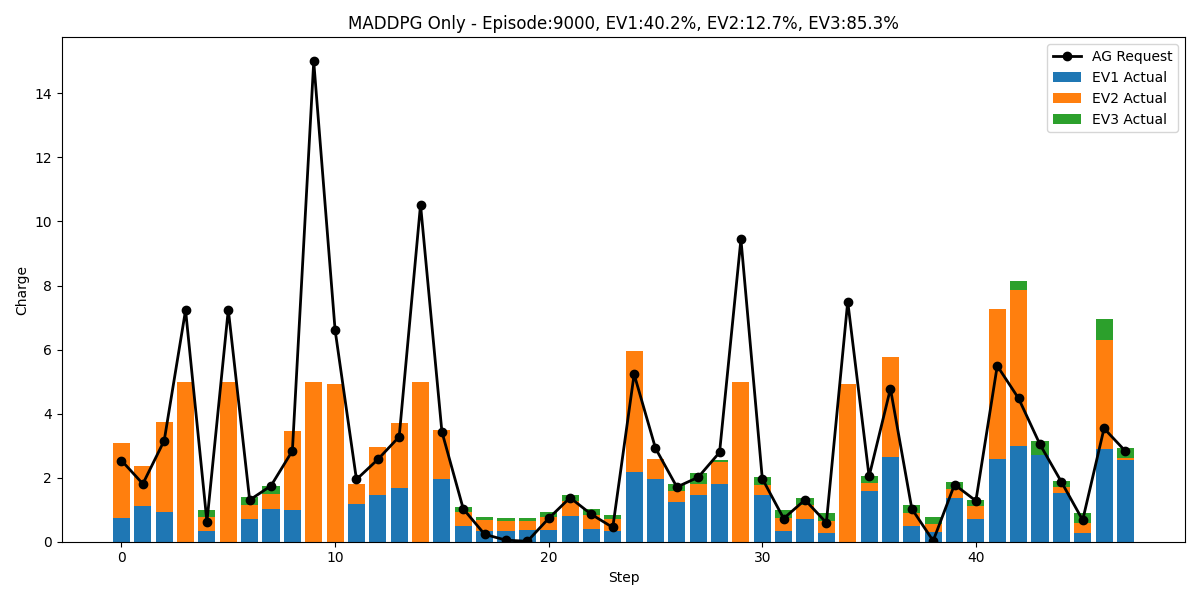 MADDPG Only - Episode:9000, EV1:40.2%, EV2:12.7%, EV3:85.3%
AG Request
EV1 Actual
EV2 Actual
EV3 Actual
Charge
14
12
10
8
6
4
2
0
0 10 20 30 40
Step